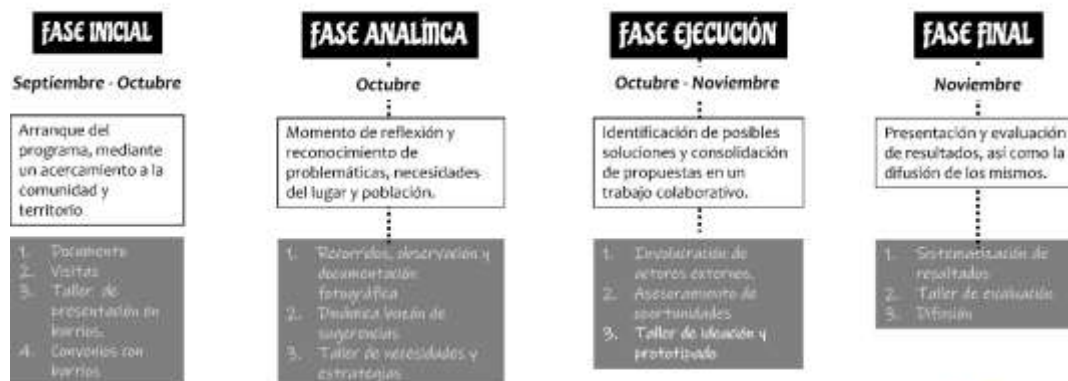 FASE INICIAL
Septiembre - Octubre
Arranque del
programa, mediante
un acercamiento a la
comunidad y
territorio
1. Documento
2. Visitas
3. Taller de
presentación en
barrios.
4. Convenios con
barrios
FASE ANALÍTICA
Octubre
Momento de reflexión y
reconocimiento de
problemáticas, necesidades
del lugar y población.
1. Recorridos, observación y
documentación
fotográfica
2. Dinámica buzón de
sugerencias
3. Taller de necesidades y
estrategias
FASE EJECUCIÓN
Octubre - Noviembre
Identificación de posibles
soluciones y consolidación
de propuestas en un
trabajo colaborativo.
1. Involucración de
actores externos.
2. Asesoramiento de
oportunidades
3. Taller de ideación y
prototipado
FASE FINAL
Noviembre
Presentación y evaluación
de resultados, así como la
difusión de los mismos.
1. Sistematización de
resultados
2. Taller de evaluación
3. Difusión